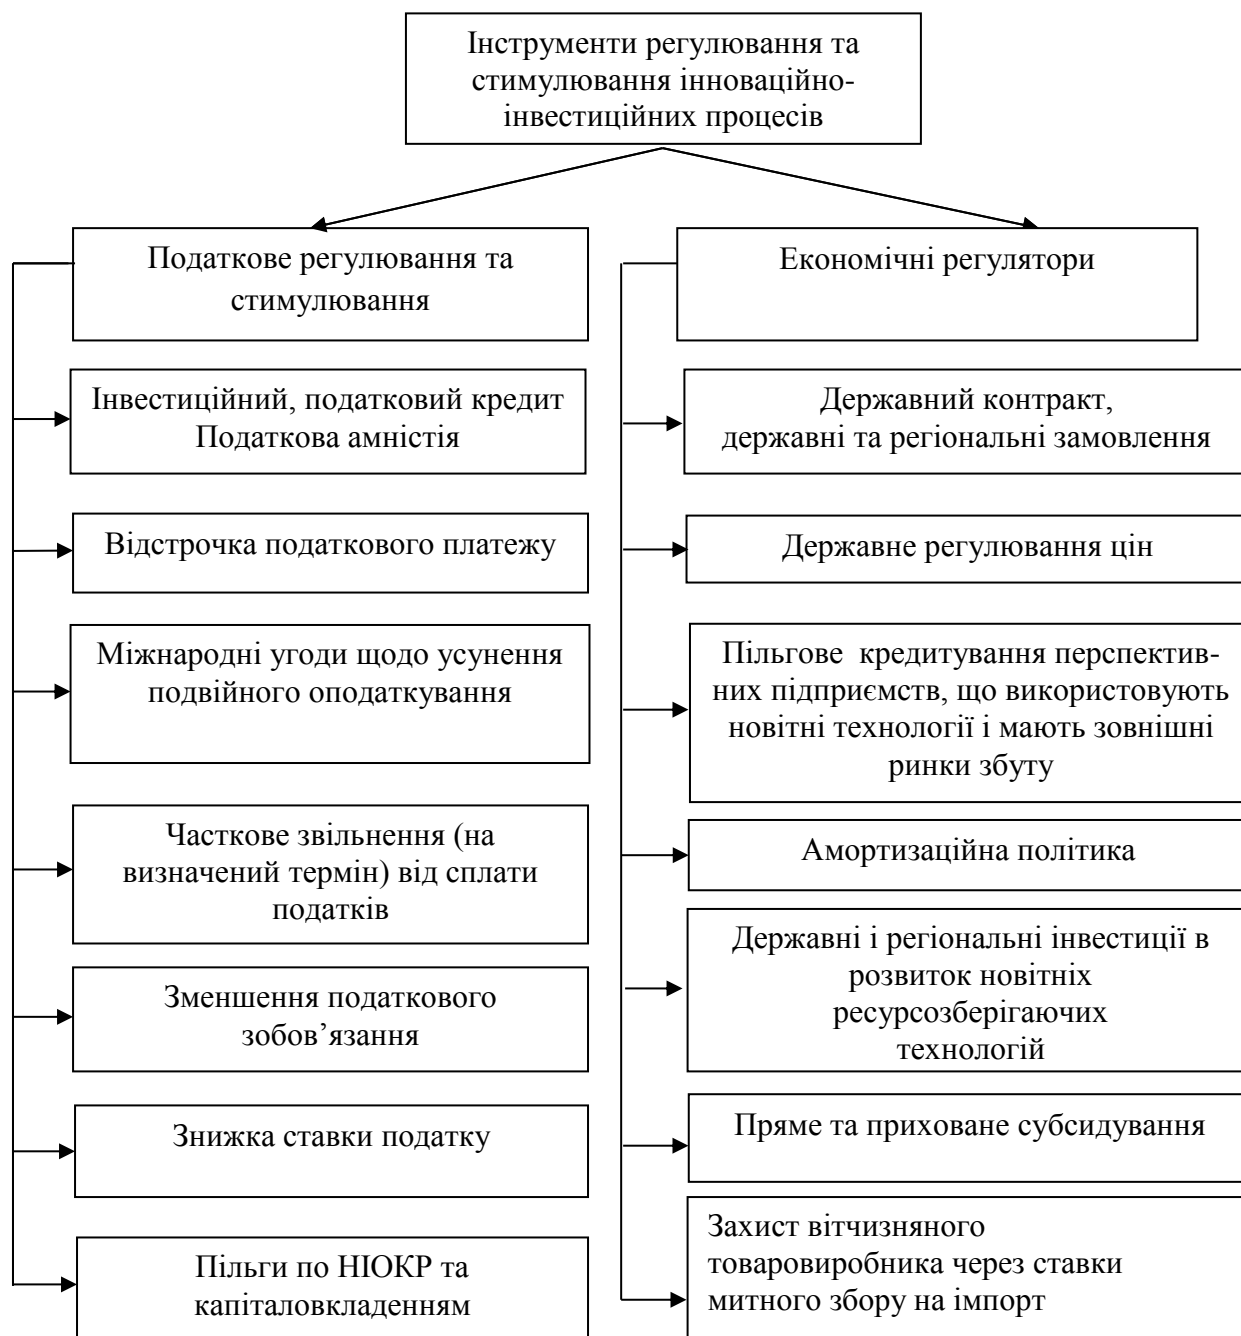 Інструменти регулювання та
стимулювання інноваційно-
інвестиційних процесів
Податкове регулювання та
стимулювання
Інвестиційний, податковий кредит
Податкова амністія
Відстрочка податкового платежу
Міжнародні угоди щодо усунення
подвійного оподаткування
Часткове звільнення (на
визначений термін) від сплати
податків
Зменшення податкового
зобов’язання
Знижка ставки податку
Пільги по НІОКР та
капіталовкладенням
Економічні регулятори
Державний контракт,
державні та регіональні замовлення
Державне регулювання цін
Пільгове кредитування перспектив-
них підприємств, що використовують
новітні технології і мають зовнішні
ринки збуту
Амортизаційна політика
Державні і регіональні інвестиції в
розвиток новітніх
ресурсозберігаючих
технологій
Пряме та приховане субсидування
Захист вітчизняного
товаровиробника через ставки
митного збору на імпорт